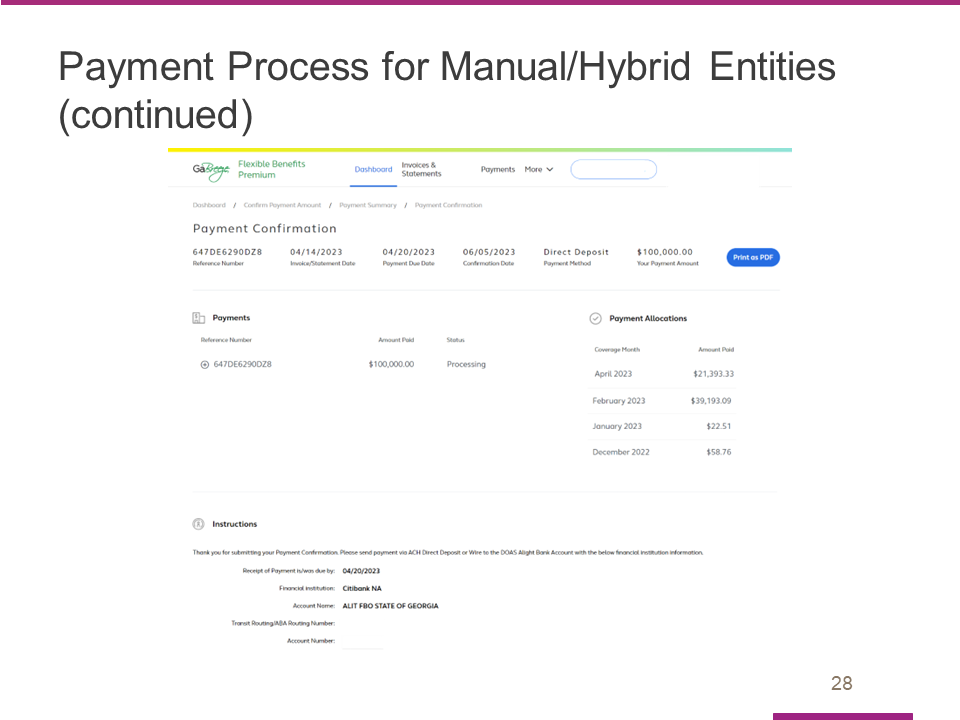 Payment Process for Manual/Hybrid Entities
(continued)
GaBreeze Flexible Benefits
Premium
Dashboard Invoices &
Statements Payments More
Dashboard / Confirm Payment Amount / Payment Summary / Payment Confirmation
Payment Confirmation
647DE6290DZ8 04/14/2023 04/20/2023 06/05/2023 Direct Deposit $100,000.00
Reference Number Invoice/Statement Date Payment Due Date Confirmation Date Payment Method Your Payment Amount
Print as PDF
Payments
Reference Number Amount Paid Status
647DE6290DZ8 $100,000.00 Processing
Payment Allocations
Coverage Month Amount Paid
April 2023 $21,393.33
February 2023 $39,193.09
January 2023 $22.51
December 2022 $58.76
Instructions
Thank you for submitting your Payment Confirmation. Please send payment via ACH Direct Deposit or Wire to the DOAS Alight Bank Account with the below financial institution information.
Receipt of Payment is/was due by: 04/20/2023
Financial Institution: Citibank NA
Account Name: ALIT FBO STATE OF GEORGIA
Transit Routing/ABA Routing Number:
Account Number:
28